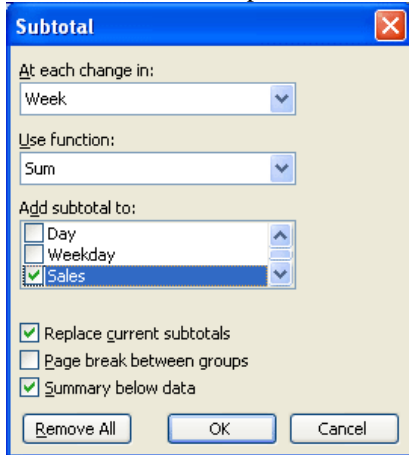 Subtotal
At each change in:
Week
Use function:
Sum
Add subtotal to:
Day
Weekday
Sales
Replace current subtotals
Page break between groups
Summary below data
Remove All OK Cancel